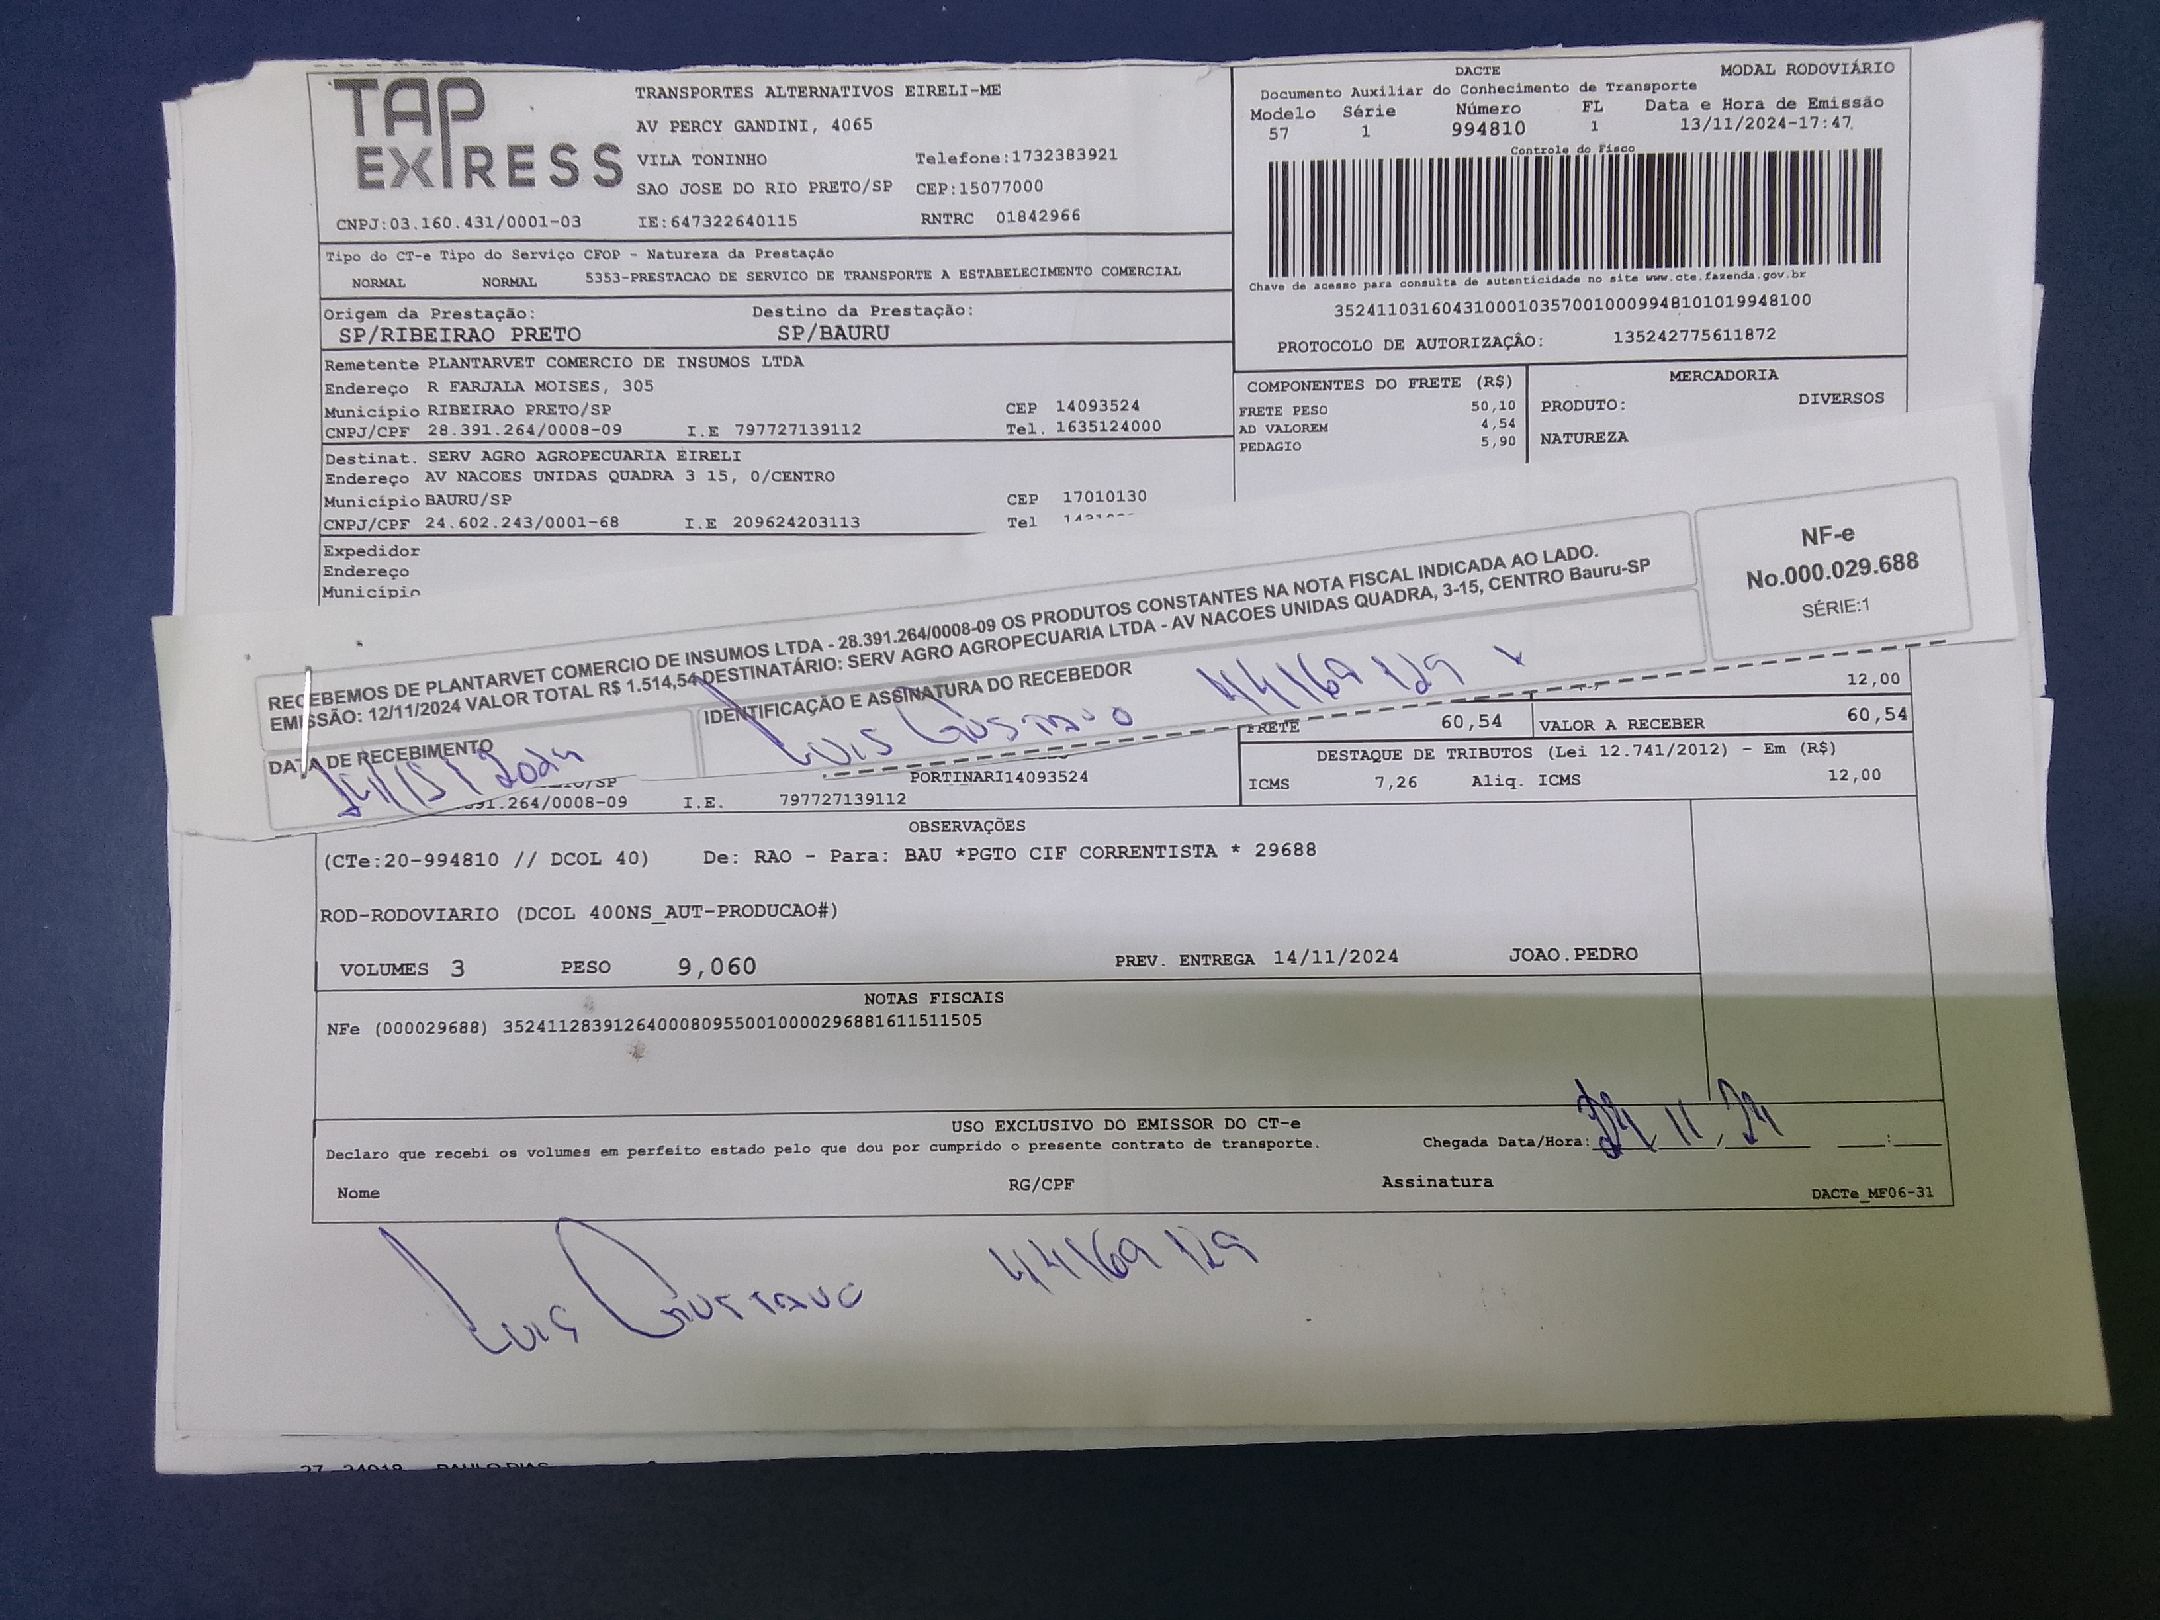 TAP EXPRESS
TRANSPORTES ALTERNATIVOS EIRELI-ME
AV PERCY GANDINI, 4065
VILA TONINHO Telefone:1732383921
SAO JOSE DO RIO PRETO/SP CEP:15077000
CNPJ:03.160.431/0001-03 IE:647322640115 RNTRC 01842966
DACTE MODAL RODOVIÁRIO
Documento Auxiliar do Conhecimento de Transporte
Modelo Série Número FL Data e Hora de Emissão
57 1 994810 1 13/11/2024-17:47
Controle do Fisco
Chave de acesso para consulta de autenticidade no site www.cte.fazenda.gov.br
35241103160431000103570010009948101019948100
PROTOCOLO DE AUTORIZAÇÂO: 135242775611872
Tipo do CT-e Tipo do Serviço CFOP - Natureza da Prestação
NORMAL NORMAL 5353-PRESTACAO DE SERVICO DE TRANSPORTE A ESTABELECIMENTO COMERCIAL
Origem da Prestação: Destino da Prestação:
SP/RIBEIRAO PRETO SP/BAURU
Remetente PLANTARVET COMERCIO DE INSUMOS LTDA
Endereço R FARJALA MOISES, 305
Município RIBEIRAO PRETO/SP CEP 14093524
CNPJ/CPF 28.391.264/0008-09 I.E 797727139112 Tel. 1635124000
Destinat. SERV AGRO AGROPECUARIA EIRELI
Endereço AV NACOES UNIDAS QUADRA 3 15, 0/CENTRO
Município BAURU/SP CEP 17010130
CNPJ/CPF 24.602.243/0001-68 I.E 209624203113 Tel
Expedidor
Endereço
Município
COMPONENTES DO FRETE (R$)
FRETE PESO 50,10
AD VALOREM 4,54
PEDAGIO 5,90
MERCADORIA
PRODUTO: DIVERSOS
NATUREZA
RECEBEMOS DE PLANTARVET COMERCIO DE INSUMOS LTDA - 28.391.264/0008-09 OS PRODUTOS CONSTANTES NA NOTA FISCAL INDICADA AO LADO.
EMISSÃO: 12/11/2024 VALOR TOTAL R$ 1.514,54 DESTINATÁRIO: SERV AGRO AGROPECUARIA LTDA - AV NACOES UNIDAS QUADRA, 3-15, CENTRO Bauru-SP
DATA DE RECEBIMENTO
IDENTIFICAÇÃO E ASSINATURA DO RECEBEDOR
Luis Gustavo 44169129
NF-e
No.000.029.688
SÉRIE:1
12,00
FRETE 60,54 VALOR A RECEBER 60,54
DESTAQUE DE TRIBUTOS (Lei 12.741/2012) - Em (R$)
ICMS 7,26 Aliq. ICMS 12,00
PORTINARI14093524
.264/0008-09 I.E. 797727139112
OBSERVAÇÕES
(CTe:20-994810 // DCOL 40) De: RAO - Para: BAU *PGTO CIF CORRENTISTA * 29688
ROD-RODOVIARIO (DCOL 400NS_AUT-PRODUCAO#)
VOLUMES 3 PESO 9,060 PREV. ENTREGA 14/11/2024 JOAO.PEDRO
NOTAS FISCAIS
NFe (000029688) 35241128391264000809550010000296881611511505
USO EXCLUSIVO DO EMISSOR DO CT-e
Declaro que recebi os volumes em perfeito estado pelo que dou por cumprido o presente contrato de transporte. Chegada Data/Hora:
Nome RG/CPF Assinatura DACTe_MF06-31
Luis Gustavo 44169129